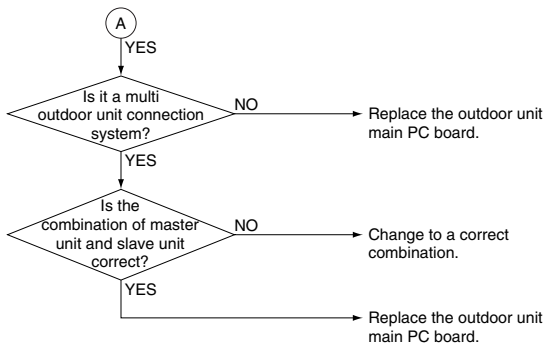 A
YES
Is it a multi
outdoor unit connection
system?
NO
Replace the outdoor unit
main PC board.
YES
Is the
combination of master
unit and slave unit
correct?
NO
Change to a correct
combination.
YES
Replace the outdoor unit
main PC board.